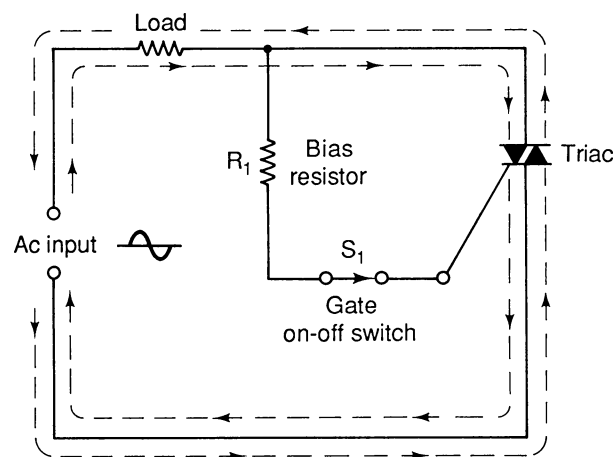 Load
R1
Bias
resistor
Triac
Ac input
S1
Gate
on-off switch